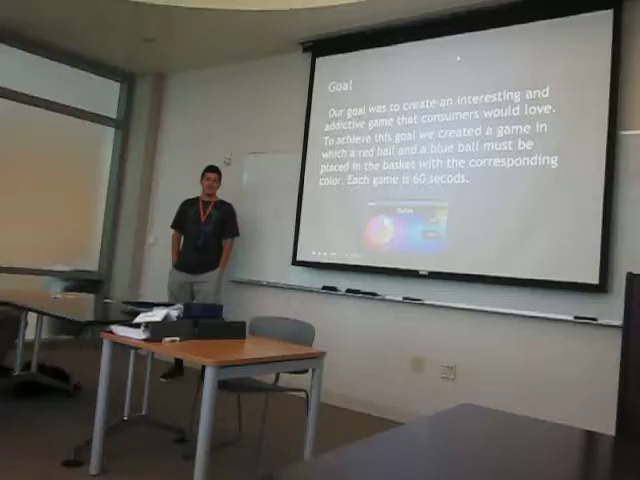 Goal
Our goal was to create an interesting and
addictive game that consumers would love.
To achieve this goal we created a game in
which a red ball and a blue ball must be
placed in the basket with the corresponding
color. Each game is 60 secods.